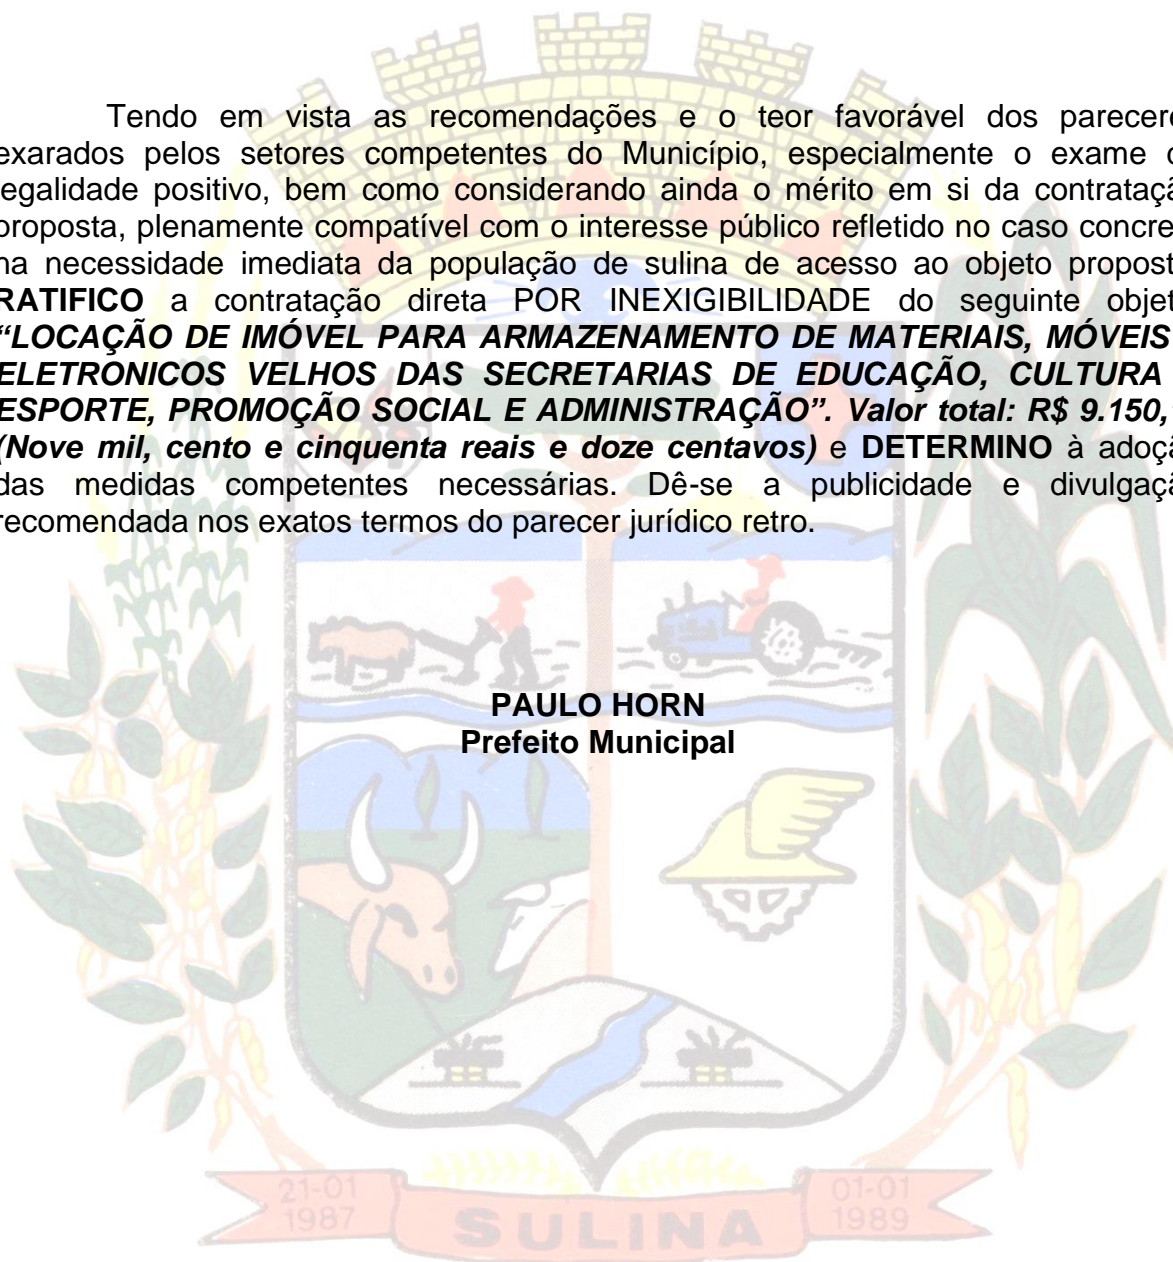 Tendo em vista as recomendações e o teor favorável dos parecere
exarados pelos setores competentes do Município, especialmente o exame
legalidade positivo, bem como considerando ainda o mérito em si da contrataçã
proposta, plenamente compatível com o interesse público refletido no caso concre
na necessidade imediata da população de sulina de acesso ao objeto propost
RATIFICO a contratação direta POR INEXIGIBILIDADE do seguinte objet
“LOCAÇÃO DE IMÓVEL PARA ARMAZENAMENTO DE MATERIAIS, MÓVEIS
ELETRONICOS VELHOS DAS SECRETARIAS DE EDUCAÇÃO, CULTURA
ESPORTE, PROMOÇÃO SOCIAL E ADMINISTRAÇÃO”. Valor total: R$ 9.150,
(Nove mil, cento e cinquenta reais e doze centavos) e DETERMINO à adoçã
das medidas competentes necessárias. Dê-se a publicidade e divulgaçã
recomendada nos exatos termos do parecer jurídico retro.
PAULO HORN
Prefeito Municipal
21-01
1987
SULINA
01-01
1989